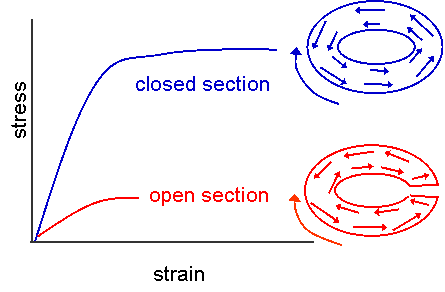 closed section
stress
open section
strain